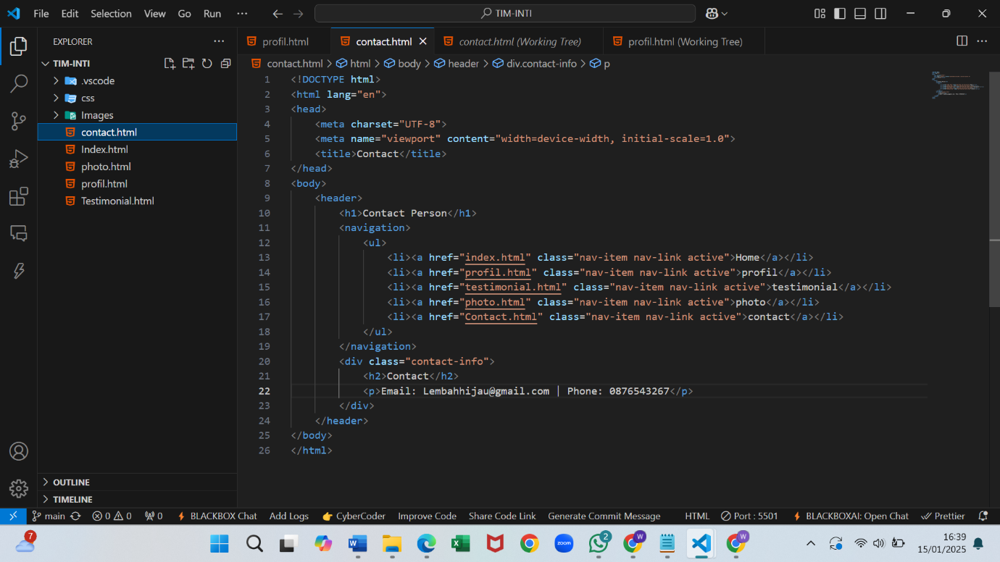 File Edit Selection View Go Run ··· TIM-INTI
EXPLORER ···
TIM-INTI
.vscode
css
Images
contact.html
Index.html
photo.html
profil.html
Testimonial.html
OUTLINE
TIMELINE
profil.html contact.html contact.html (Working Tree) profil.html (Working Tree) ···
contact.html > html > body > header > div.contact-info > p
1 <!DOCTYPE html>
2 <html lang="en">
3 <head>
4 <meta charset="UTF-8">
5 <meta name="viewport" content="width=device-width, initial-scale=1.0">
6 <title>Contact</title>
7 </head>
8 <body>
9 <header>
10 <h1>Contact Person</h1>
11 <navigation>
12 <ul>
13 <li><a href="index.html" class="nav-item nav-link active">Home</a></li>
14 <li><a href="profil.html" class="nav-item nav-link active">profil</a></li>
15 <li><a href="testimonial.html" class="nav-item nav-link active">testimonial</a></li>
16 <li><a href="photo.html" class="nav-item nav-link active">photo</a></li>
17 <li><a href="Contact.html" class="nav-item nav-link active">contact</a></li>
18 </ul>
19 </navigation>
20 <div class="contact-info">
21 <h2>Contact</h2>
22 <p>Email: Lembahhijau@gmail.com | Phone: 0876543267</p>
23 </div>
24 </header>
25 </body>
26 </html>
main 0 0 0 BLACKBOX Chat Add Logs CyberCoder Improve Code Share Code Link Generate Commit Message HTML Port : 5501 BLACKBOXAI: Open Chat Prettier
7 W X zoom 2 W W 16:39
15/01/2025